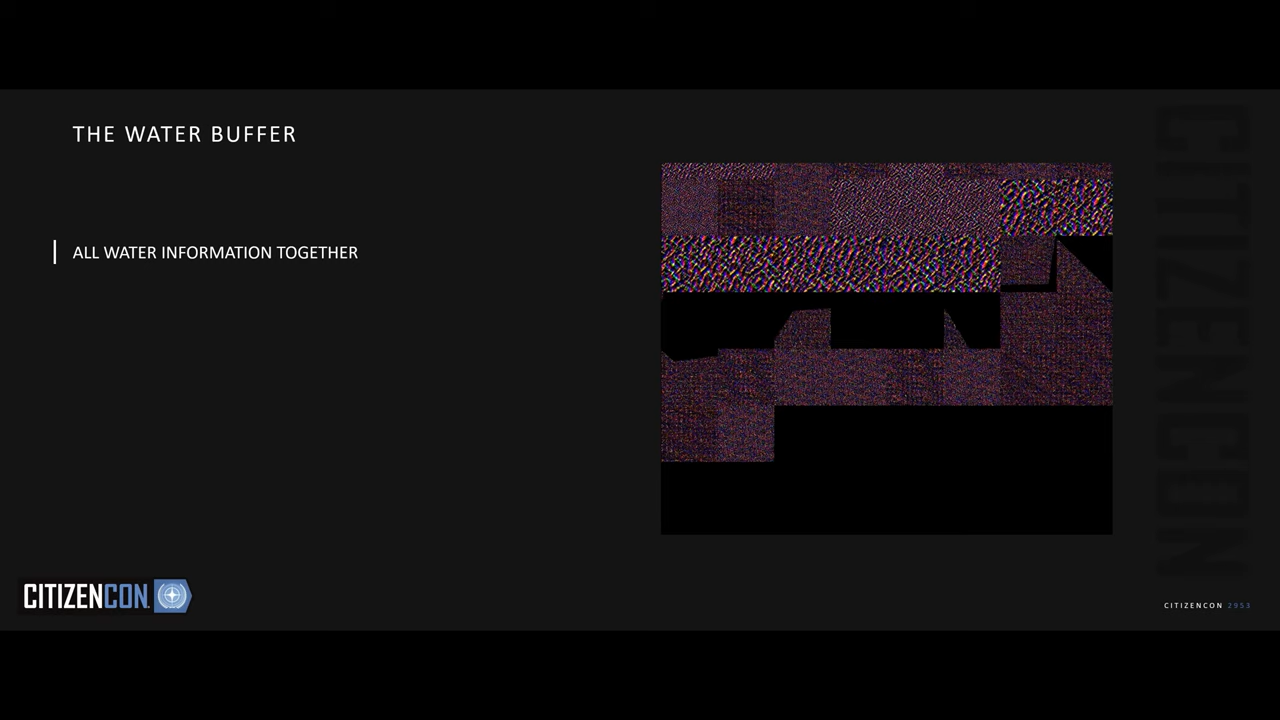 THE WATER BUFFER
ALL WATER INFORMATION TOGETHER
CITIZENCON
CITIZENCON.
CITIZENCON 2953